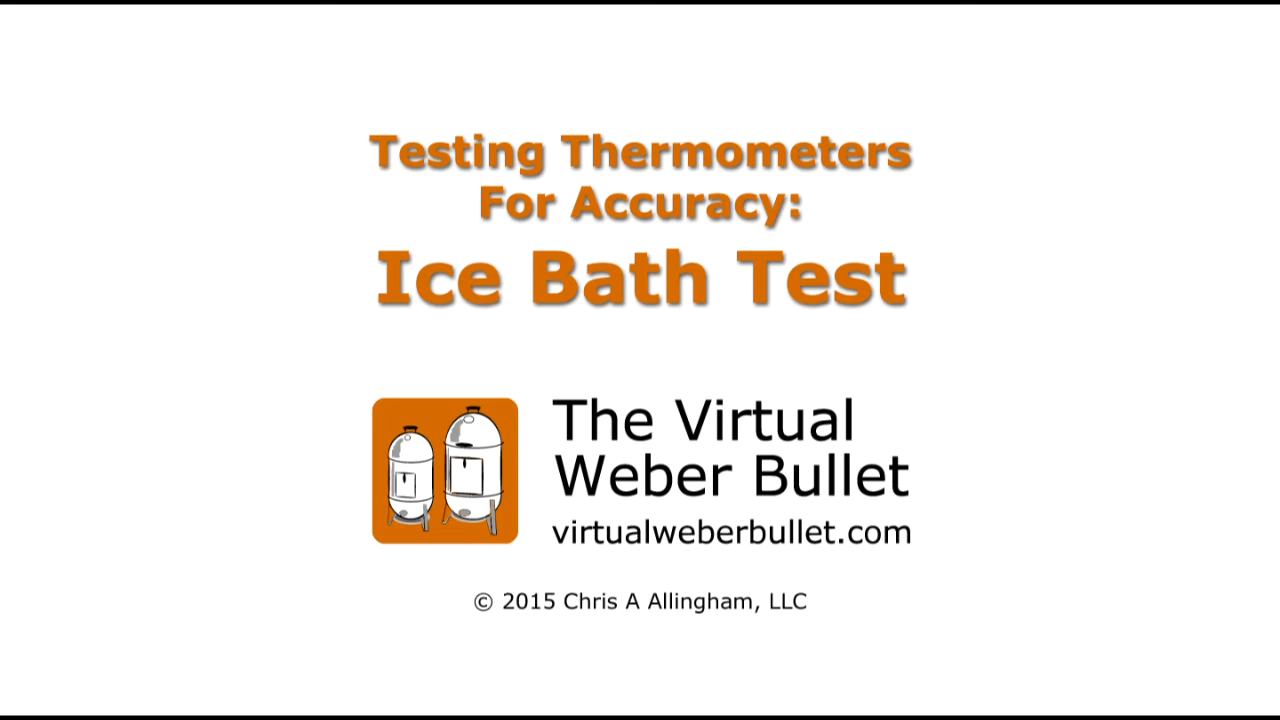 Testing Thermometers
For Accuracy:
Ice Bath Test
The Virtual
Weber Bullet
virtualweberbullet.com
© 2015 Chris A Allingham, LLC